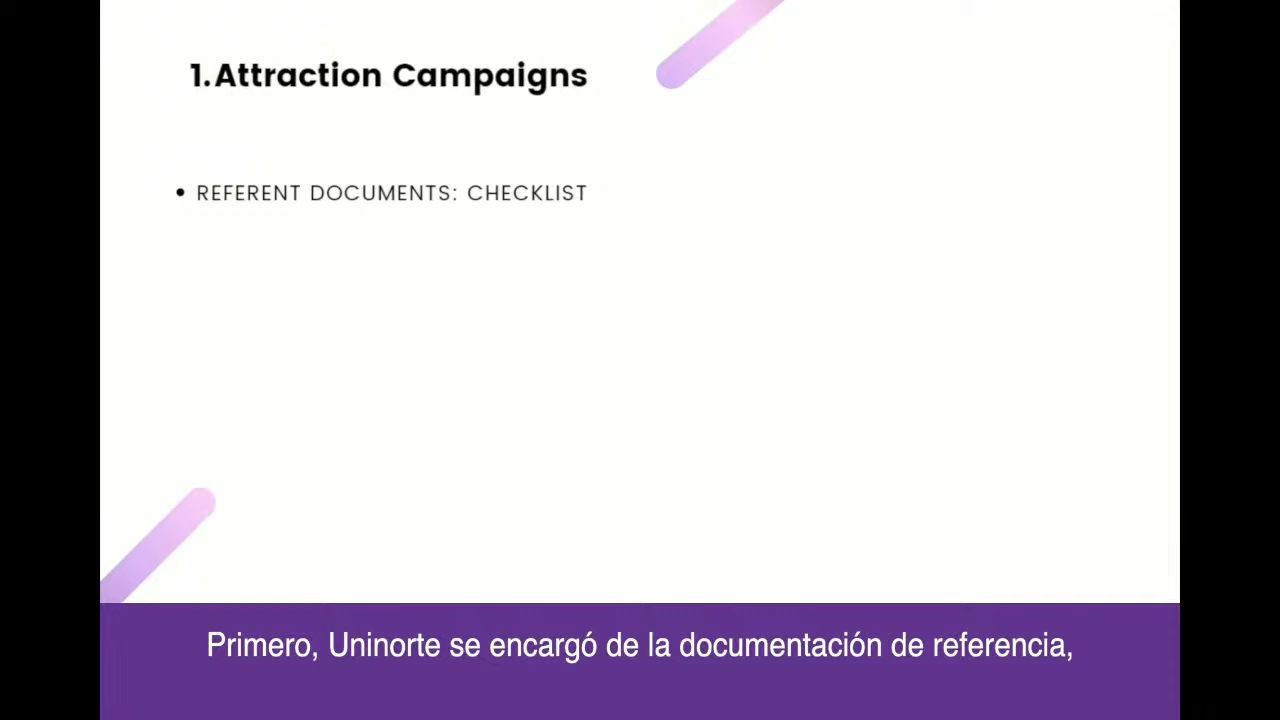 1.Attraction Campaigns
• REFERENT DOCUMENTS: CHECKLIST
Primero, Uninorte se encargó de la documentación de referencia,